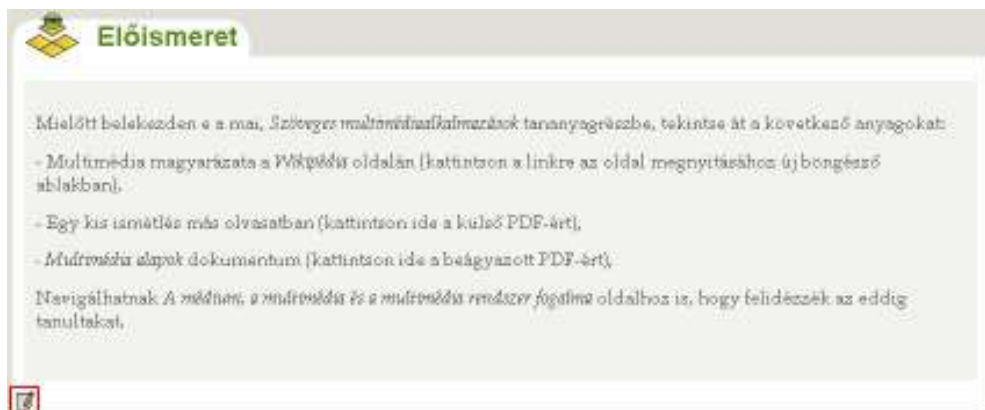 Előismeret
Mielőtt belekezden e a mai, Szöveges multimédiaalkalmazások tananyagrészbe, tekintse át a következő anyagokat:
- Multimédia magyarázata a Wikipédia oldalán (kattintson a linkre az oldal megnyitásához új böngésző
ablakban),
- Egy kis ismétlés más olvasatban (kattintson ide a külső PDF-ért),
- Multimédia alapok dokumentum (kattintson ide a beágyazott PDF-ért),
Navigálhatnak A médium, a multimédia és a multimédia rendszer fogalma oldalhoz is, hogy felidézzék az eddig
tanultakat.